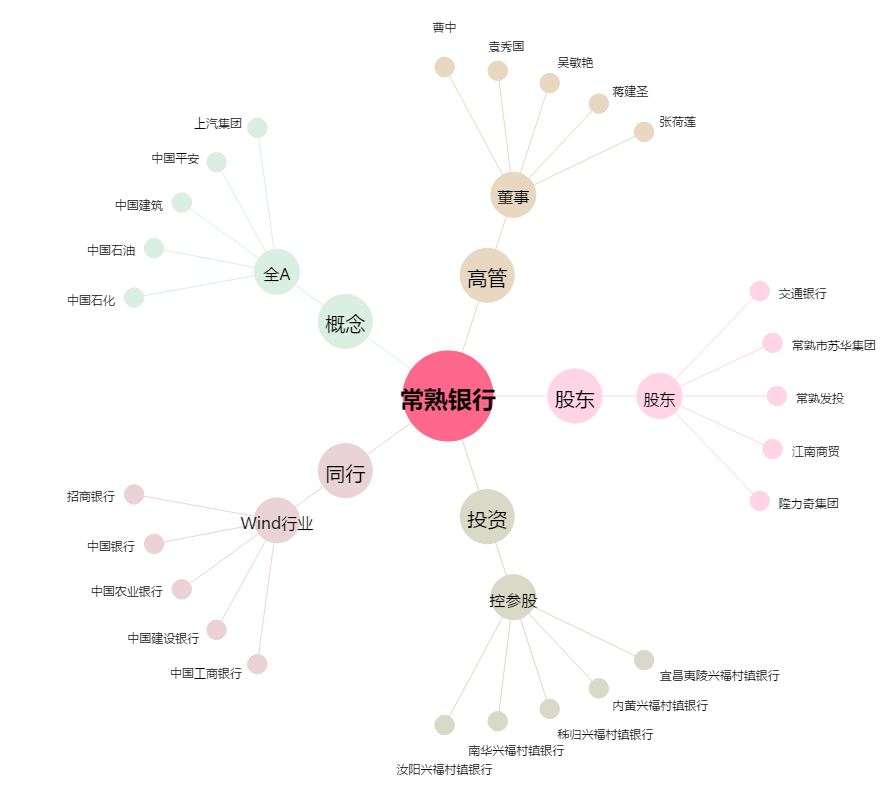 曹中
袁秀国
吴敏艳
蒋建圣
张荷莲
上汽集团
中国平安
中国建筑
中国石油
中国石化
董事
全A
高管
概念
常熟银行
股东
股东
交通银行
常熟市苏华集团
常熟发投
江南商贸
隆力奇集团
同行
Wind行业
招商银行
中国银行
中国农业银行
中国建设银行
中国工商银行
投资
控参股
宜昌夷陵兴福村镇银行
内黄兴福村镇银行
秭归兴福村镇银行
南华兴福村镇银行
汝阳兴福村镇银行